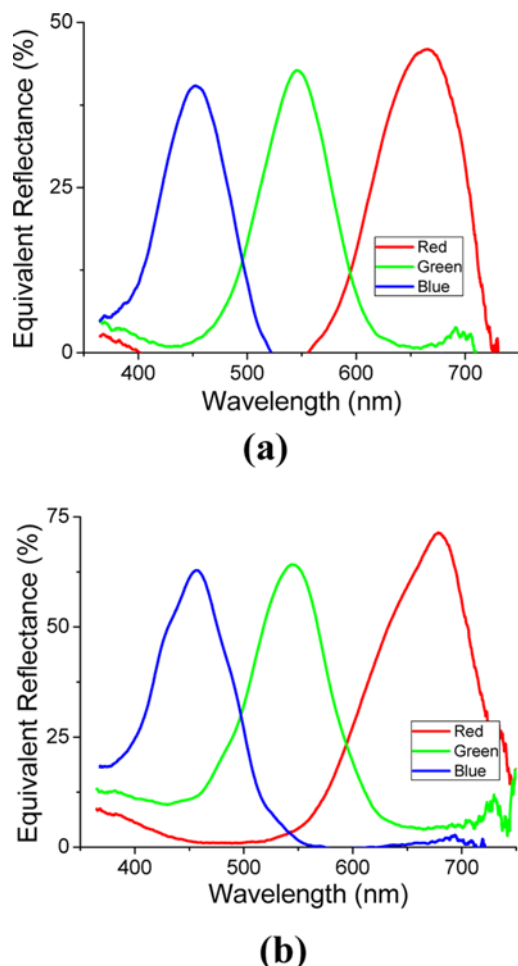 50
25
0
Equivalent Reflectance (%)
Red
Green
Blue
400 500 600 700
Wavelength (nm)
(a)
75
50
25
0
Equivalent Reflectance (%)
Red
Green
Blue
400 500 600 700
Wavelength (nm)
(b)